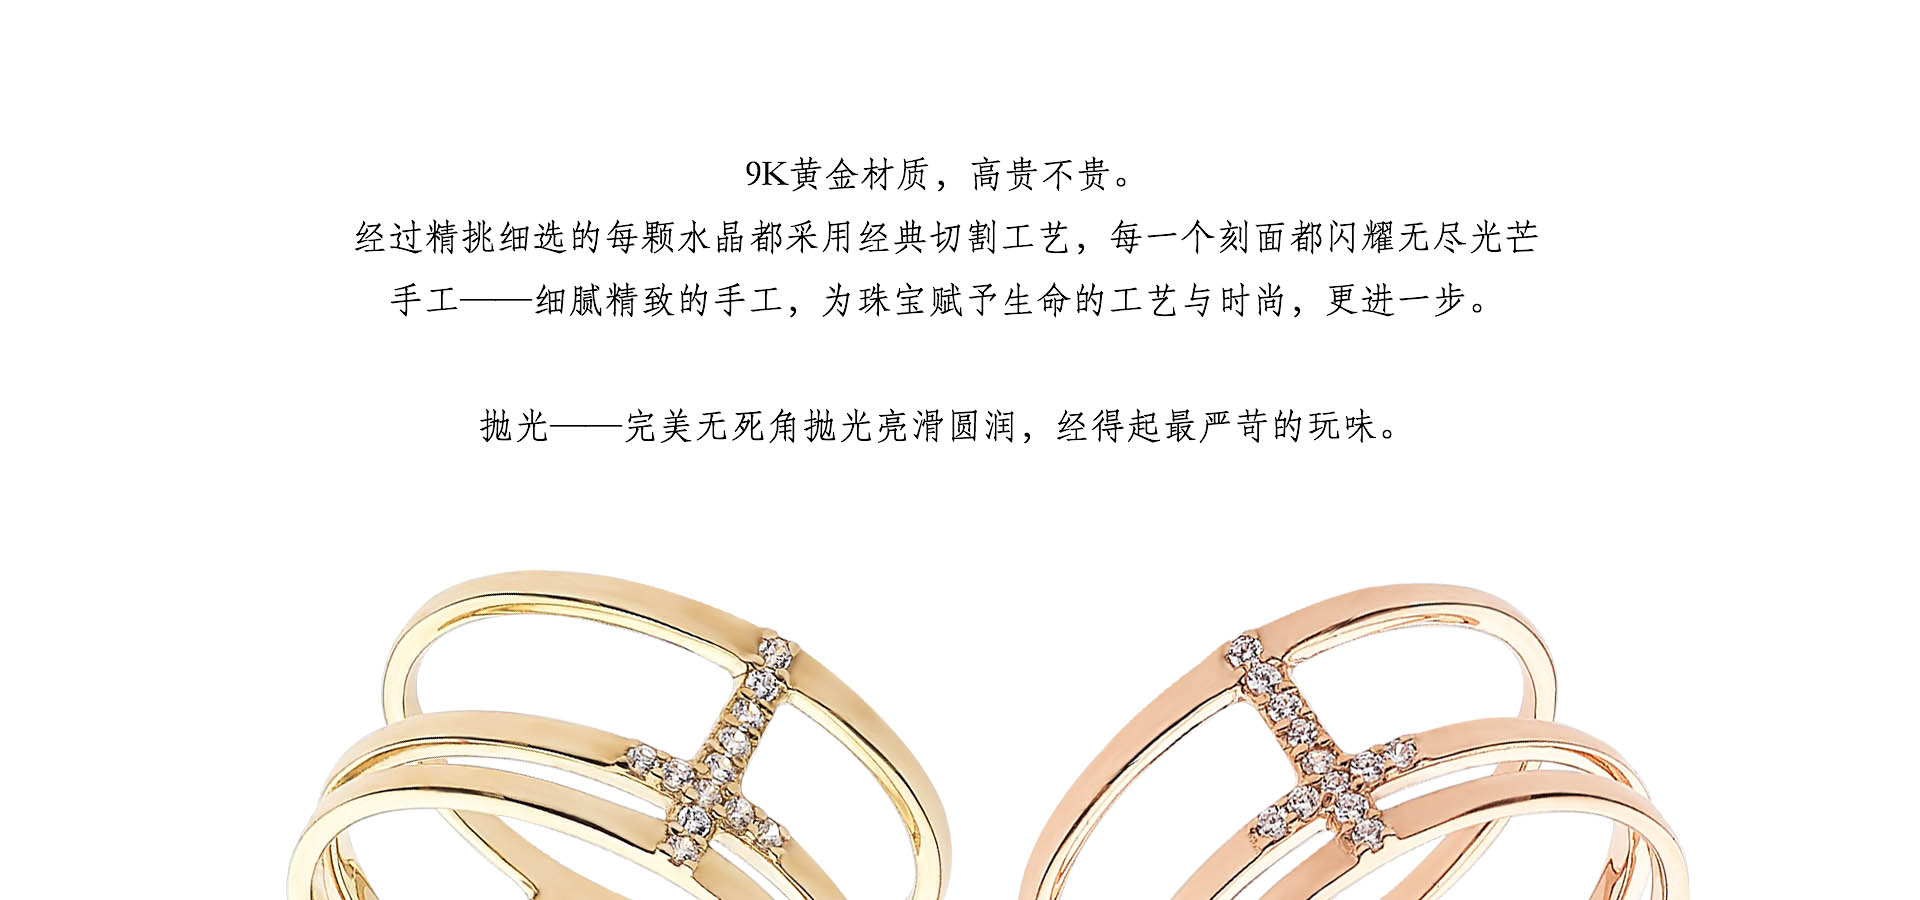 9K黄金材质，高贵不贵。
经过精挑细选的每颗水晶都采用经典切割工艺，每一个刻面都闪耀无尽光芒
手工——细腻精致的手工，为珠宝赋予生命的工艺与时尚，更进一步。
抛光——完美无死角抛光亮滑圆润，经得起最严苛的玩味。